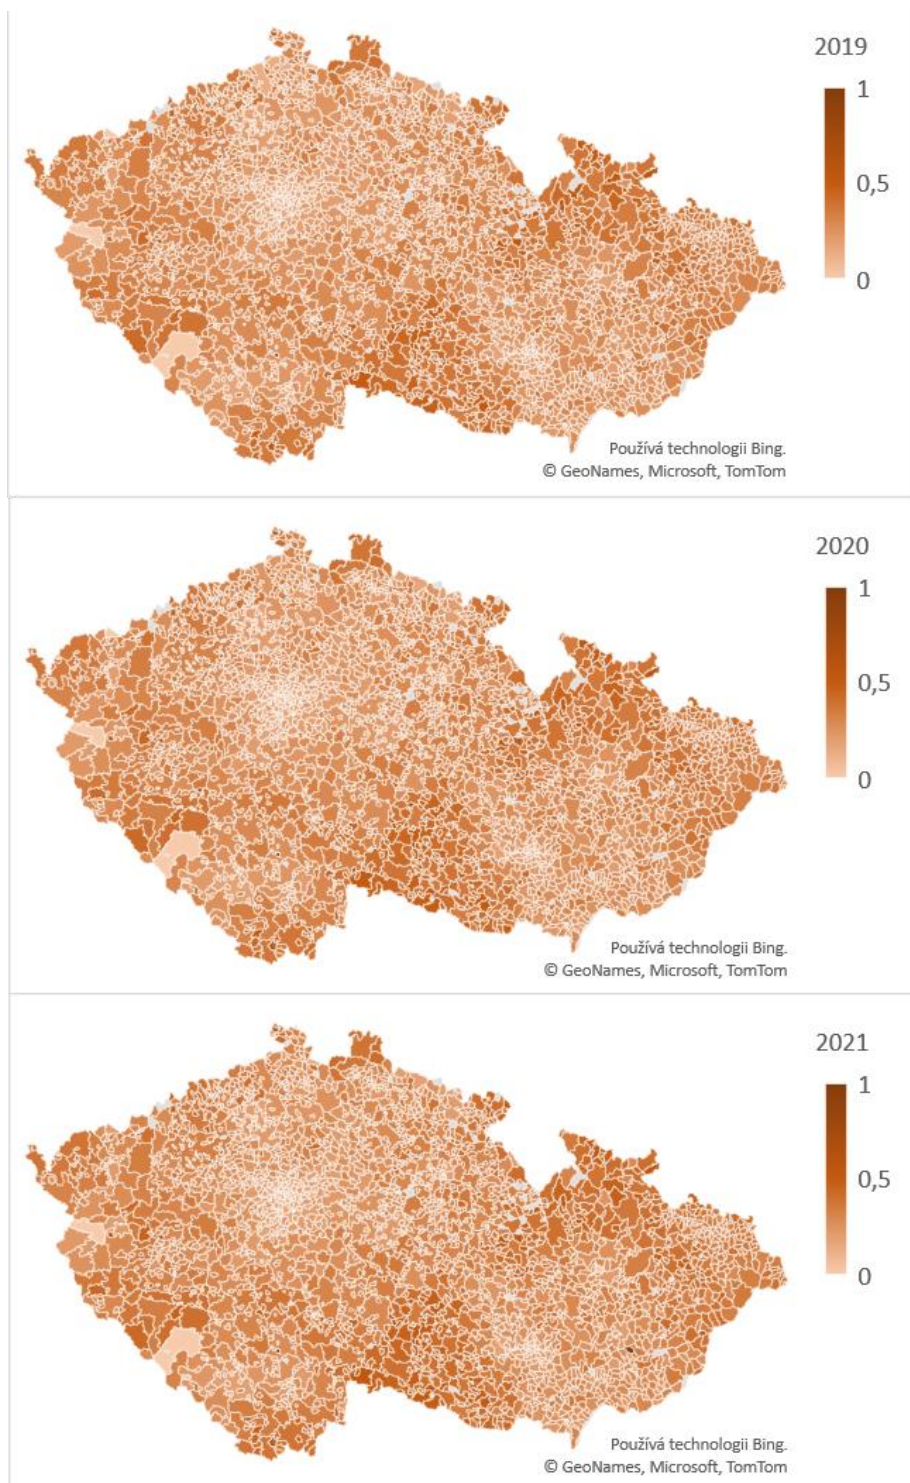 2019
1
0,5
0
Používá technologii Bing.
© GeoNames, Microsoft, TomTom
2020
1
0,5
0
Používá technologii Bing.
© GeoNames, Microsoft, TomTom
2021
1
0,5
0
Používá technologii Bing.
© GeoNames, Microsoft, TomTom